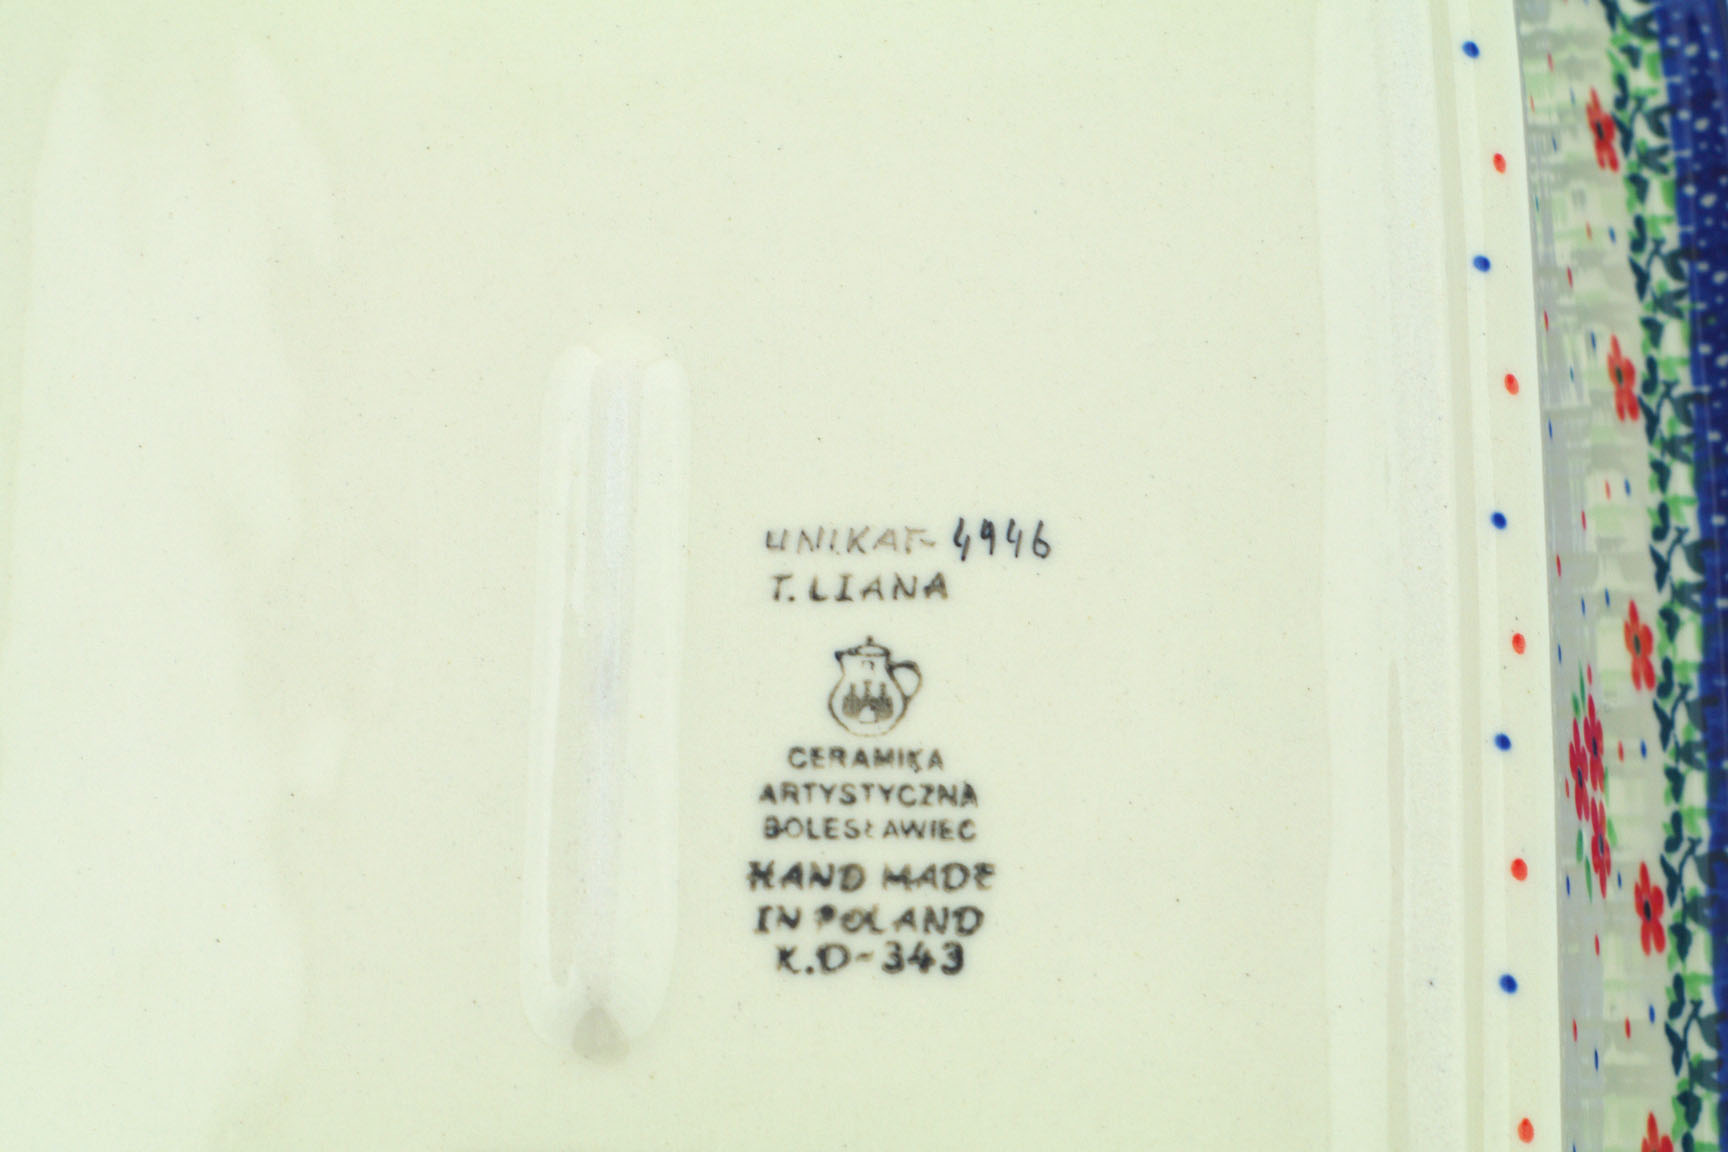 UNIKAT-4946
T. LIANA
CERAMIKA
ARTYSTYCZNA
BOLESŁAWIEC
HAND MADE
IN POLAND
K.D-343